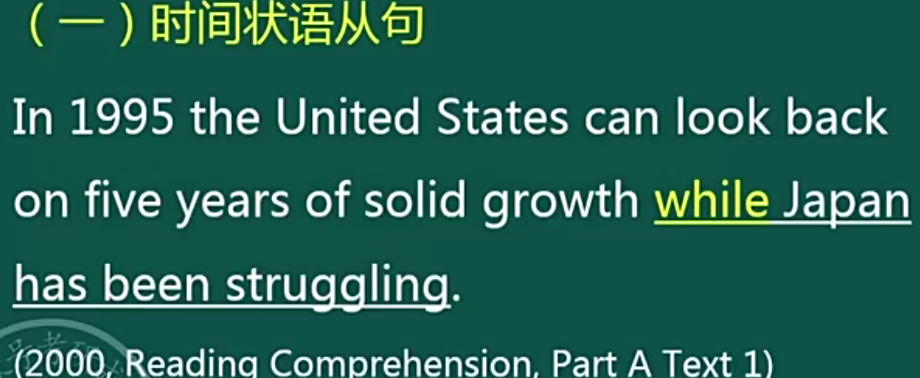 （一）时间状语从句
In 1995 the United States can look back
on five years of solid growth while Japan
has been struggling.
(2000, Reading Comprehension, Part A Text 1)